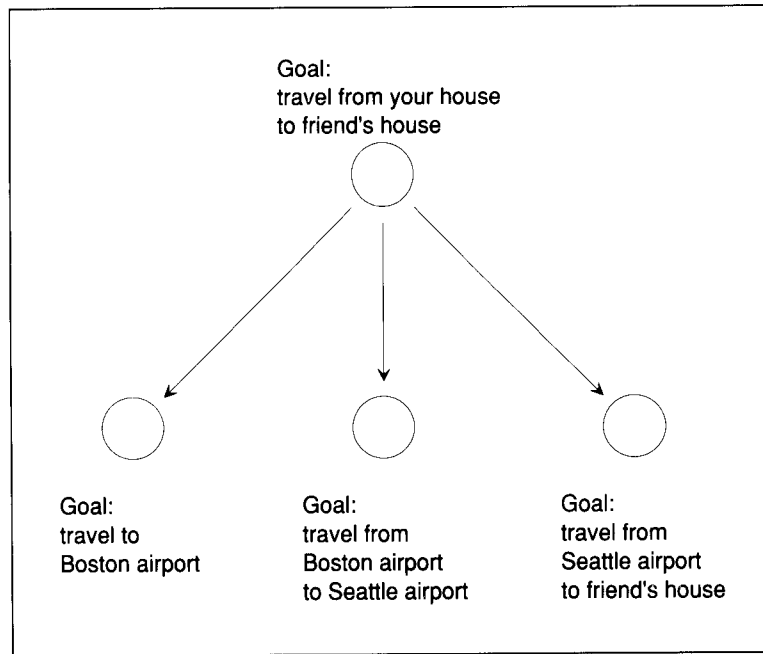 Goal:
travel from your house
to friend's house
Goal:
travel to
Boston airport
Goal:
travel from
Boston airport
to Seattle airport
Goal:
travel from
Seattle airport
to friend's house